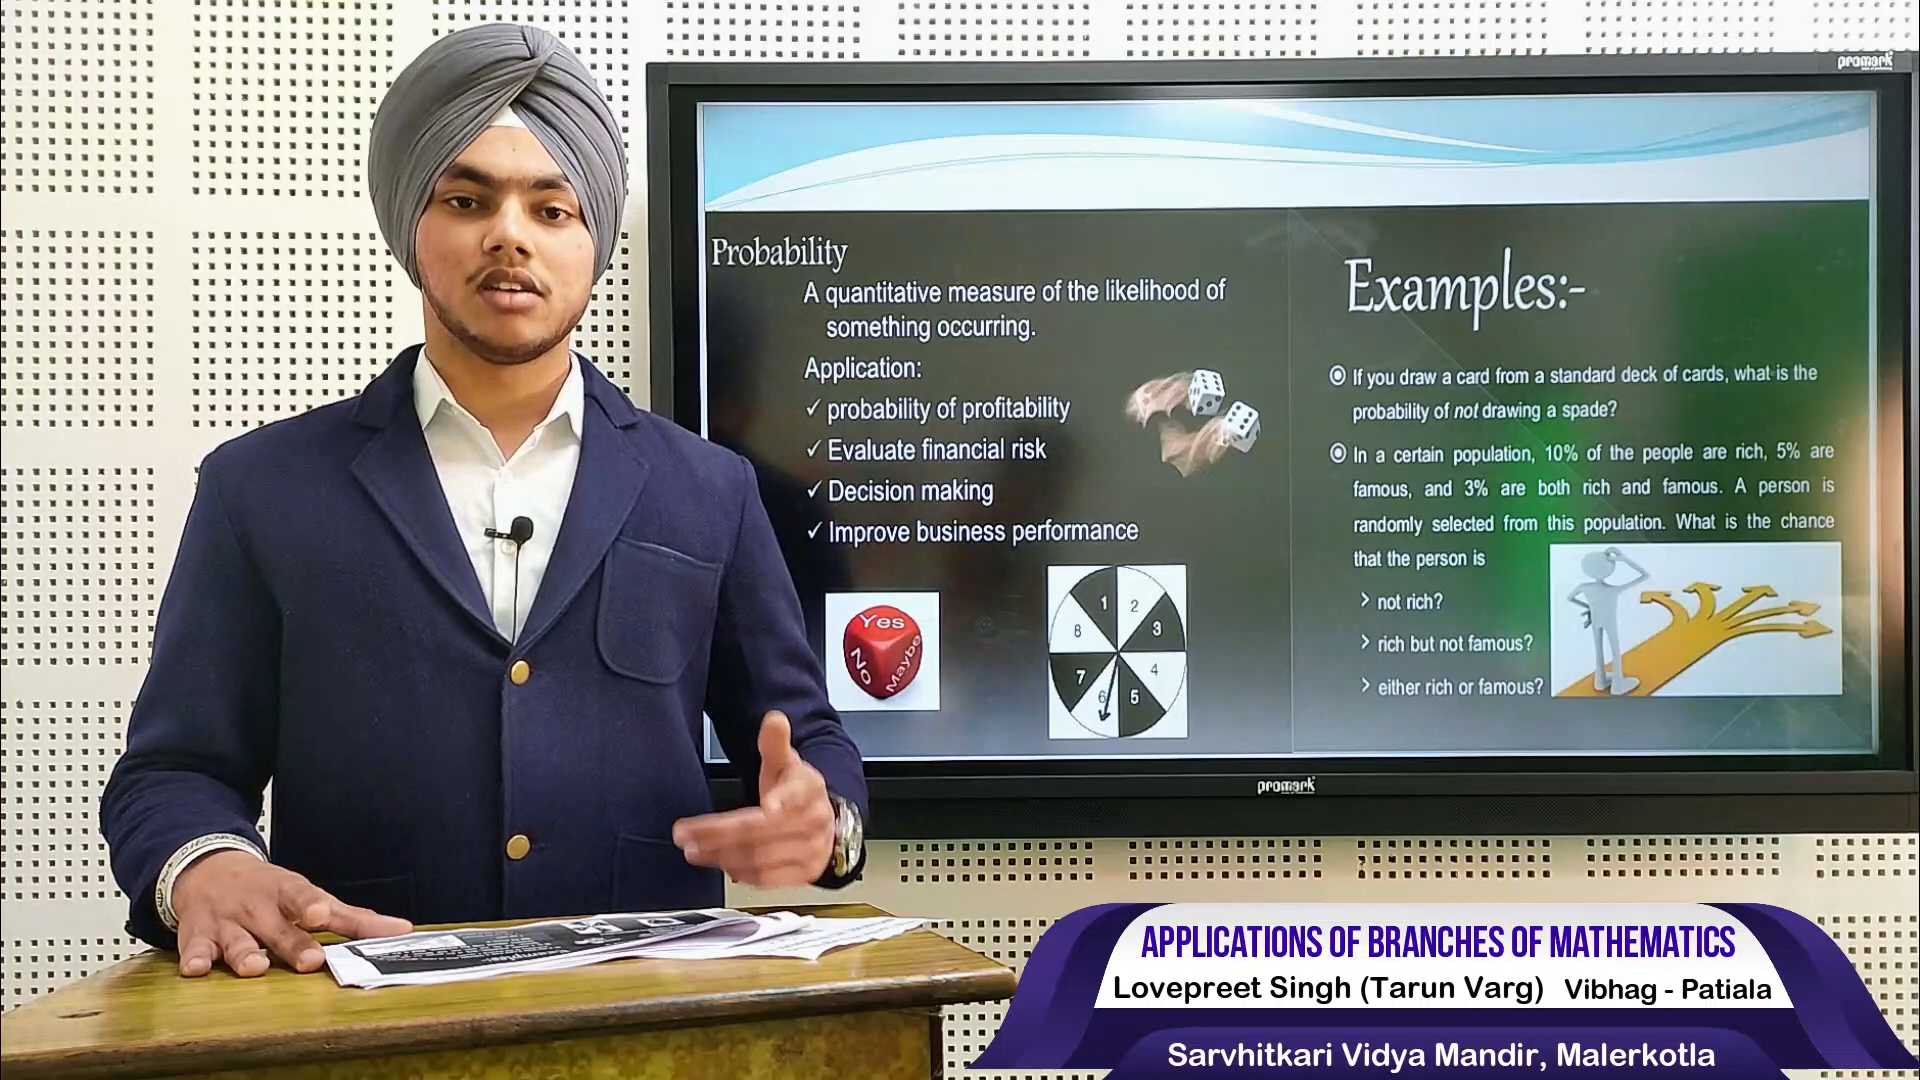 promark
Probability
A quantitative measure of the likelihood of
something occurring.
Application:
✓ probability of profitability
✓ Evaluate financial risk
✓ Decision making
✓ Improve business performance
Yes
No
Maybe
1
2
3
4
5
6
7
8
Examples:-
If you draw a card from a standard deck of cards, what is the
probability of not drawing a spade?
In a certain population, 10% of the people are rich, 5% are
famous, and 3% are both rich and famous. A person is
randomly selected from this population. What is the chance
that the person is
> not rich?
> rich but not famous?
> either rich or famous?
promark
APPLICATIONS OF BRANCHES OF MATHEMATICS
Lovepreet Singh (Tarun Varg) Vibhag - Patiala
Sarvhitkari Vidya Mandir, Malerkotla